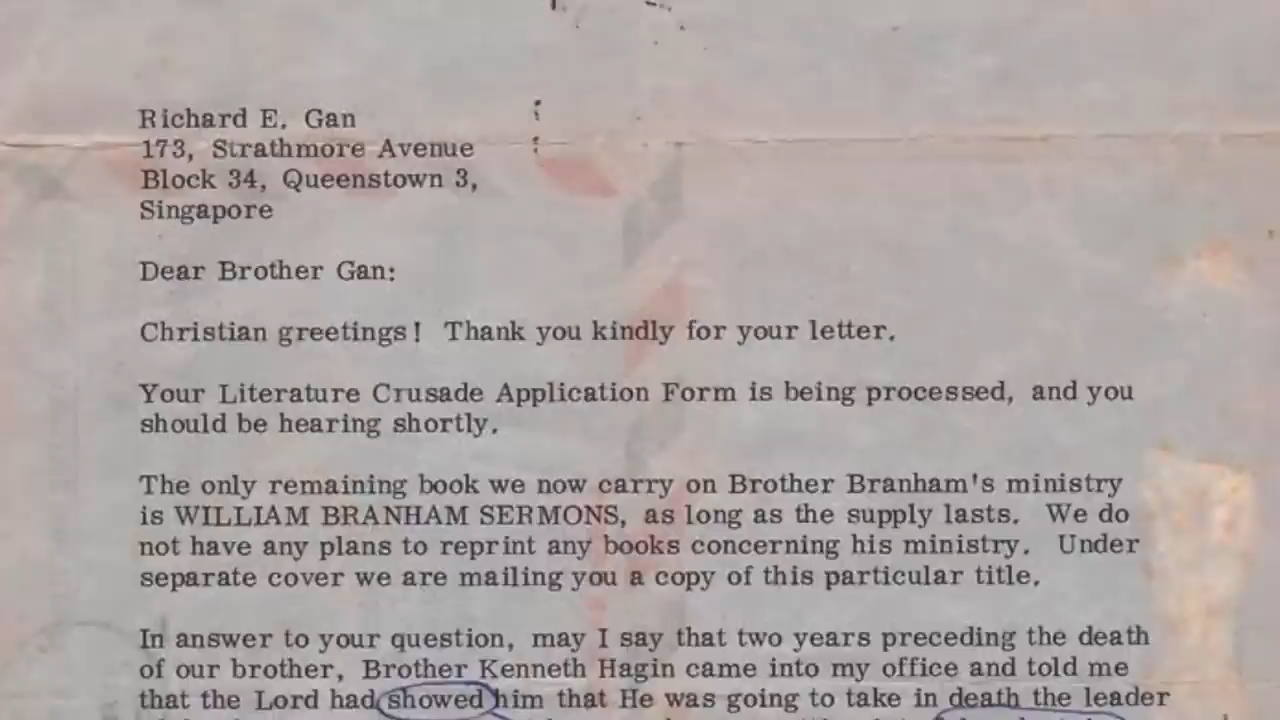 Richard E. Gan
173, Strathmore Avenue
Block 34, Queenstown 3,
Singapore
Dear Brother Gan:
Christian greetings! Thank you kindly for your letter.
Your Literature Crusade Application Form is being processed, and you
should be hearing shortly.
The only remaining book we now carry on Brother Branham's ministry
is WILLIAM BRANHAM SERMONS, as long as the supply lasts. We do
not have any plans to reprint any books concerning his ministry. Under
separate cover we are mailing you a copy of this particular title.
In answer to your question, may I say that two years preceding the death
of our brother, Brother Kenneth Hagin came into my office and told me
that the Lord had showed him that He was going to take in death the leader